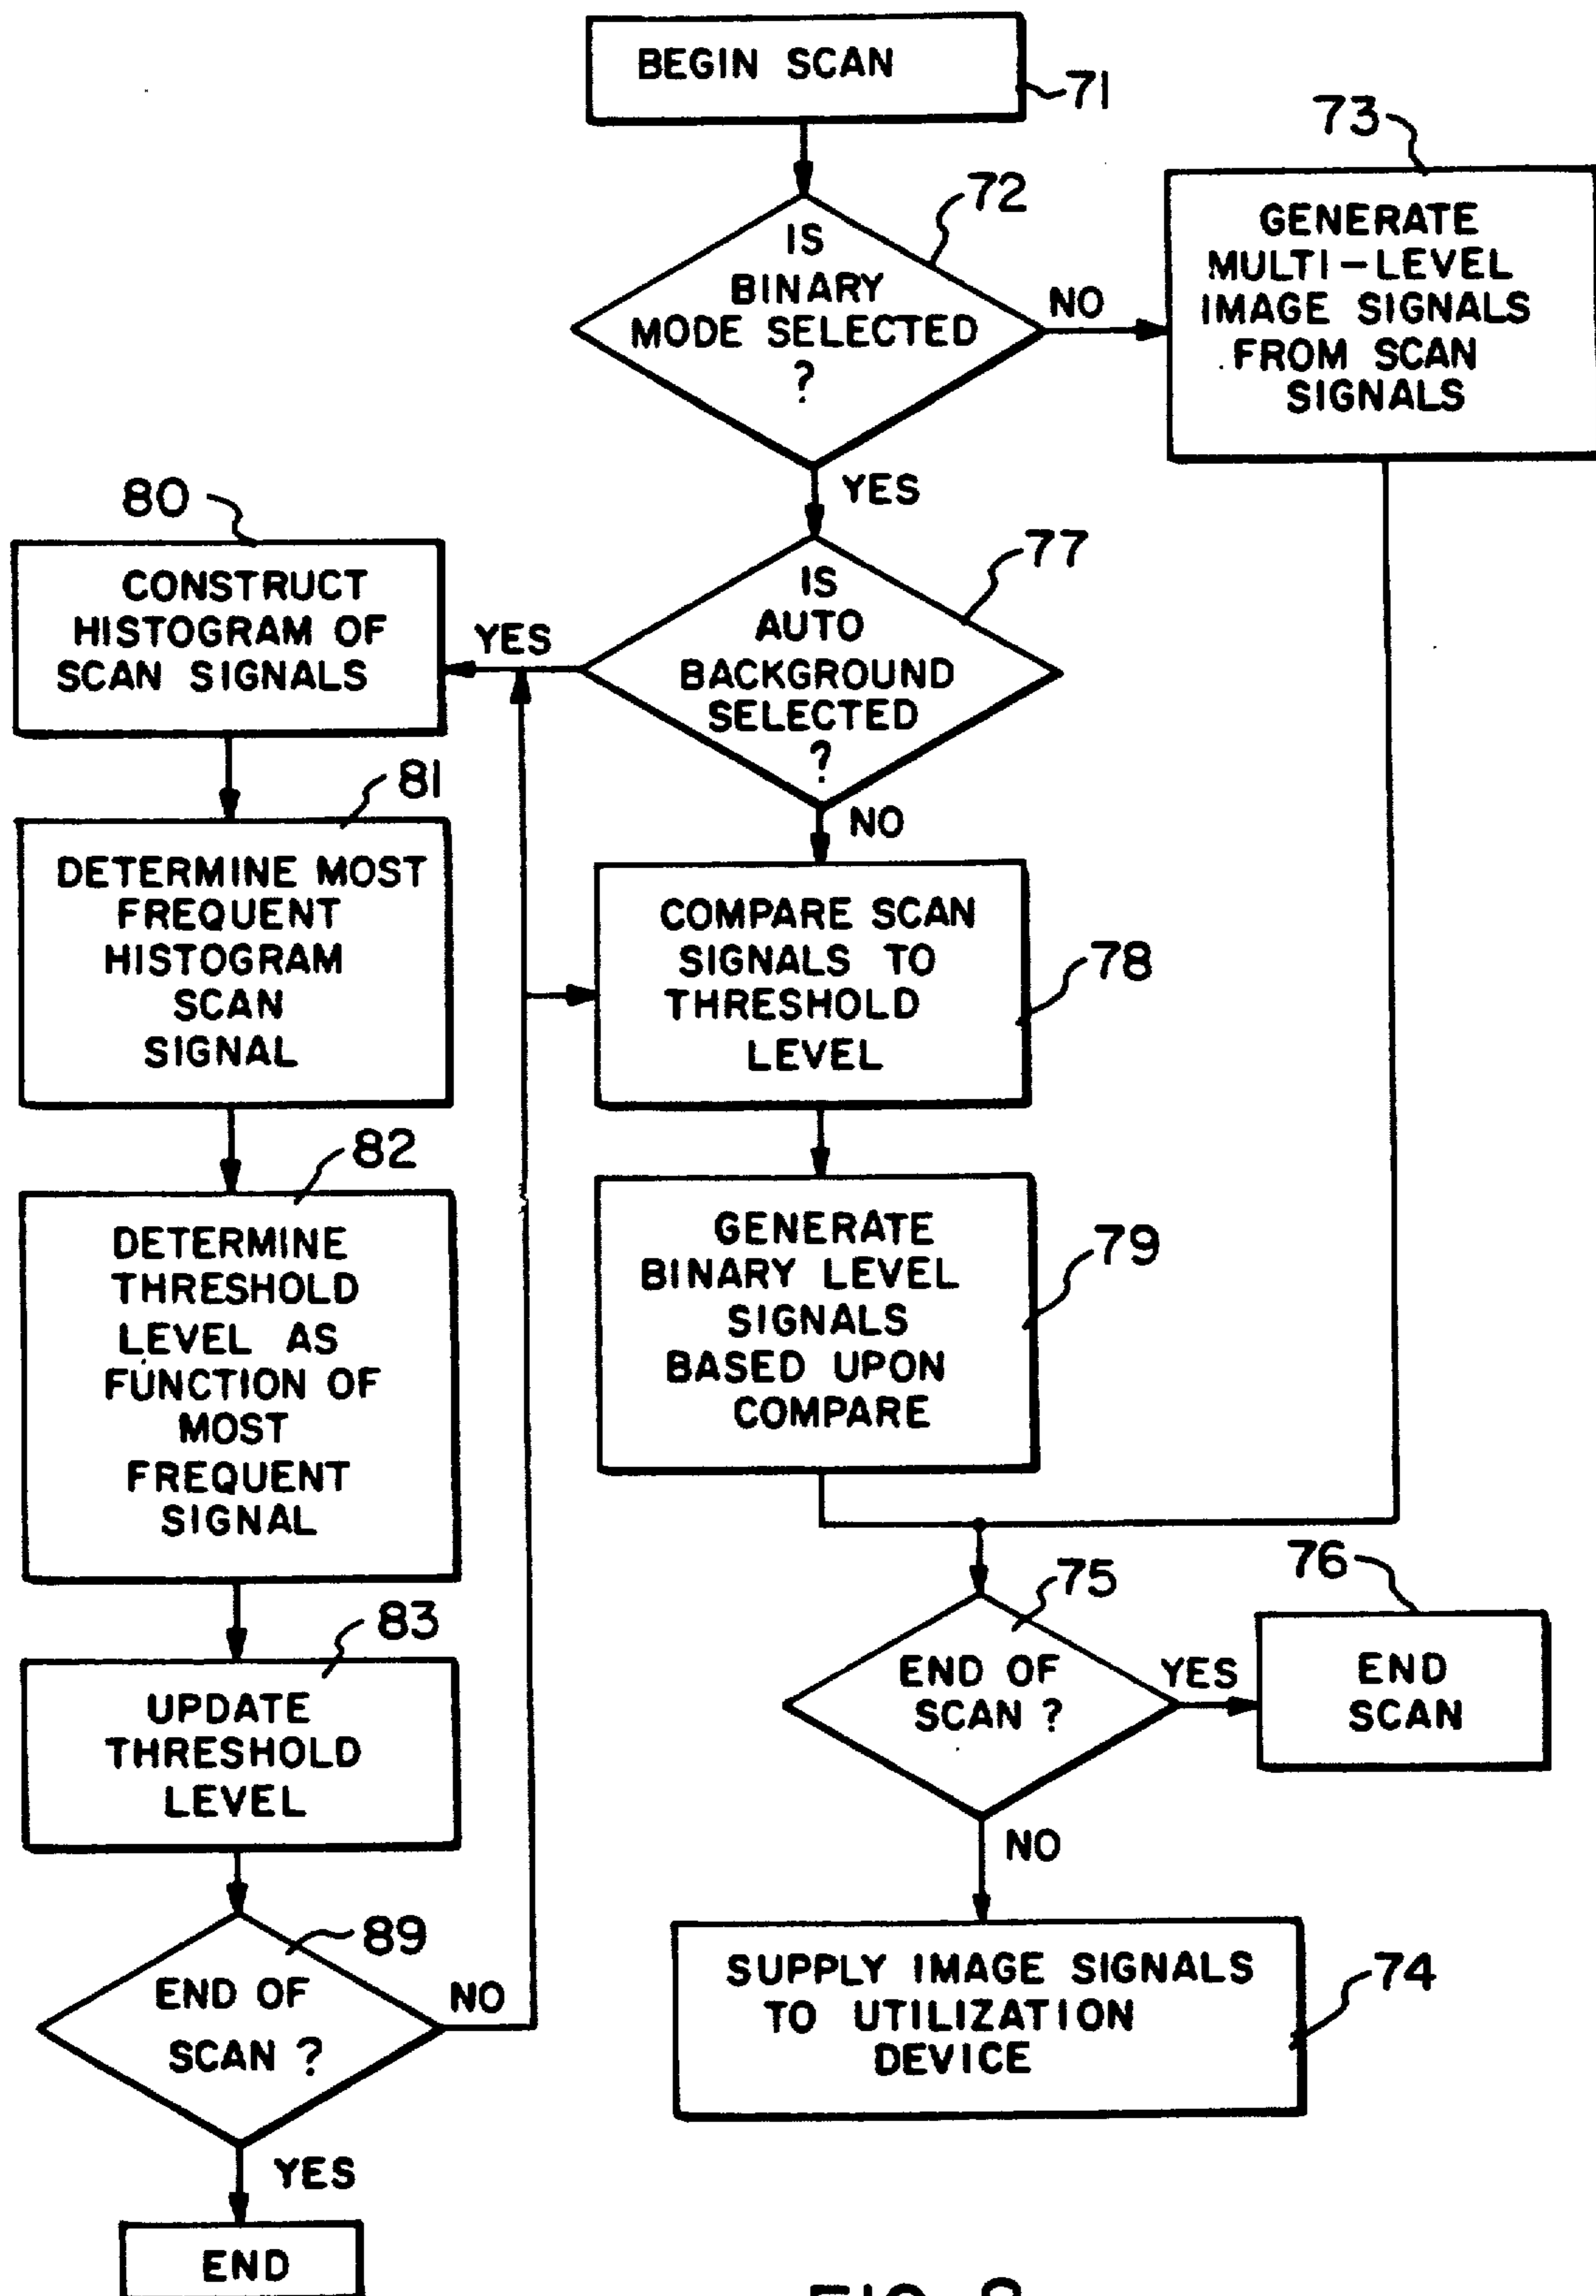 BEGIN SCAN
71
72
IS
BINARY
MODE SELECTED
?
NO
73
GENERATE
MULTI-LEVEL
IMAGE SIGNALS
FROM SCAN
SIGNALS
YES
77
IS
AUTO
BACKGROUND
SELECTED
?
YES
80
CONSTRUCT
HISTOGRAM OF
SCAN SIGNALS
81
DETERMINE MOST
FREQUENT
HISTOGRAM
SCAN
SIGNAL
NO
COMPARE SCAN
SIGNALS TO
THRESHOLD
LEVEL
78
82
DETERMINE
THRESHOLD
LEVEL AS
FUNCTION OF
MOST
FREQUENT
SIGNAL
GENERATE
BINARY LEVEL
SIGNALS
BASED UPON
COMPARE
79
83
UPDATE
THRESHOLD
LEVEL
75
END OF
SCAN ?
YES
76
END
SCAN
NO
89
END OF
SCAN ?
NO
SUPPLY IMAGE SIGNALS
TO UTILIZATION
DEVICE
74
YES
END